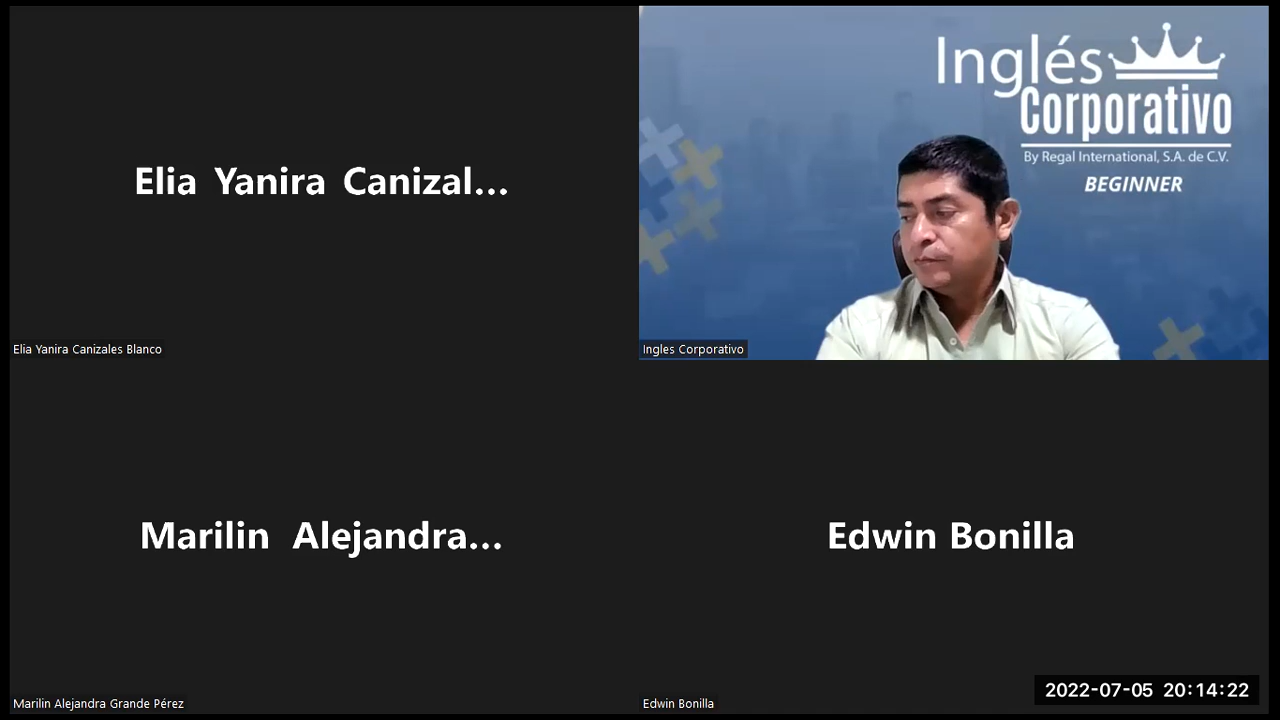 Elia Yanira Canizal...
Elia Yanira Canizales Blanco
Inglés
Corporativo
By Regal International, S.A. de C.V.
BEGINNER
Ingles Corporativo
Marilin Alejandra...
Marilin Alejandra Grande Pérez
Edwin Bonilla
Edwin Bonilla
2022-07-05 20:14:22